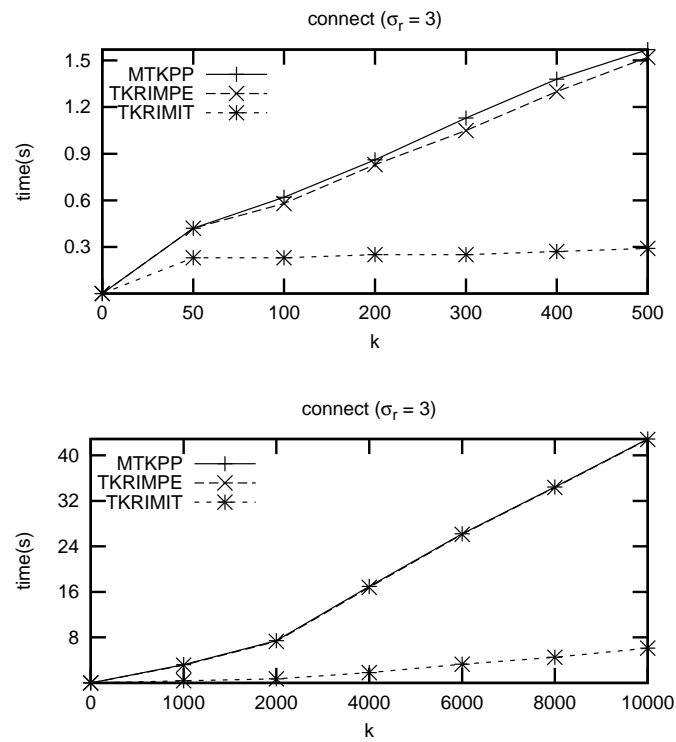 connect (σr = 3)
MTKPP
TKRIMPE
TKRIMIT
time(s)
1.5
1.2
0.9
0.6
0.3
0 50 100 200 300 400 500
k
connect (σr = 3)
MTKPP
TKRIMPE
TKRIMIT
time(s)
40
32
24
16
8
0 1000 2000 4000 6000 8000 10000
k